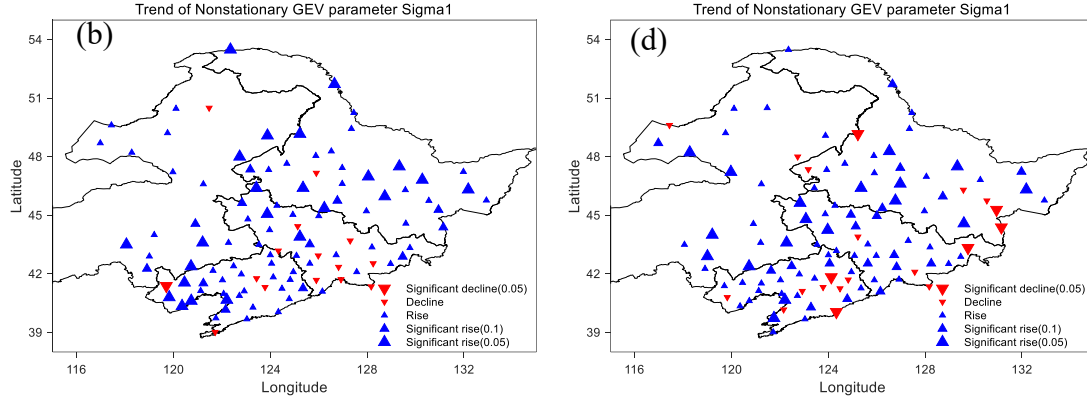 Trend of Nonstationary GEV parameter Sigma1
(b)
54
51
48
45
42
39
Latitude
116
120
124
128
132
Longitude
Significant decline(0.05)
Decline
Rise
Significant rise(0.1)
Significant rise(0.05)
Trend of Nonstationary GEV parameter Sigma1
(d)
54
51
48
45
42
39
Latitude
116
120
124
128
132
Longitude
Significant decline(0.05)
Decline
Rise
Significant rise(0.1)
Significant rise(0.05)